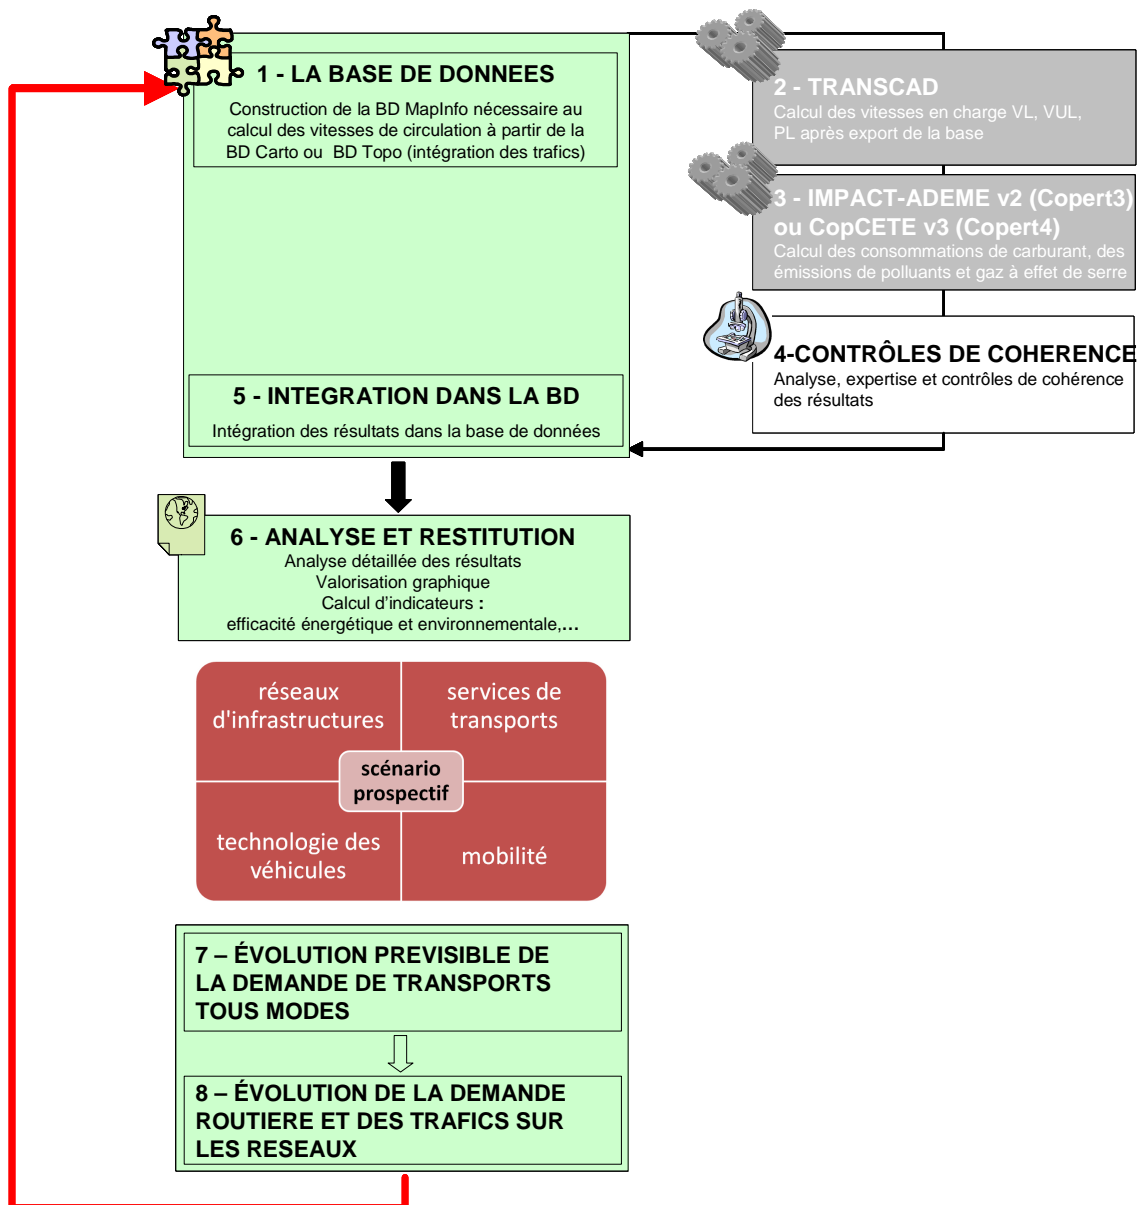 1 - LA BASE DE DONNEES
Construction de la BD MapInfo nécessaire au
calcul des vitesses de circulation à partir de la
BD Carto ou BD Topo (intégration des trafics)
2 - TRANSCAD
Calcul des vitesses en charge VL, VUL,
PL après export de la base
3 - IMPACT-ADEME v2 (Copert3)
ou CopCETE v3 (Copert4)
Calcul des consommations de carburant, des
émissions de polluants et gaz à effet de serre
4-CONTRÔLES DE COHERENCE
Analyse, expertise et contrôles de cohérence
des résultats
5 - INTEGRATION DANS LA BD
Intégration des résultats dans la base de données
6 - ANALYSE ET RESTITUTION
Analyse détaillée des résultats
Valorisation graphique
Calcul d'indicateurs :
efficacité énergétique et environnementale,...
réseaux
d'infrastructures
services de
transports
scénario
prospectif
technologie des
véhicules
mobilité
7 – ÉVOLUTION PREVISIBLE DE
LA DEMANDE DE TRANSPORTS
TOUS MODES
8 – ÉVOLUTION DE LA DEMANDE
ROUTIERE ET DES TRAFICS SUR
LES RESEAUX